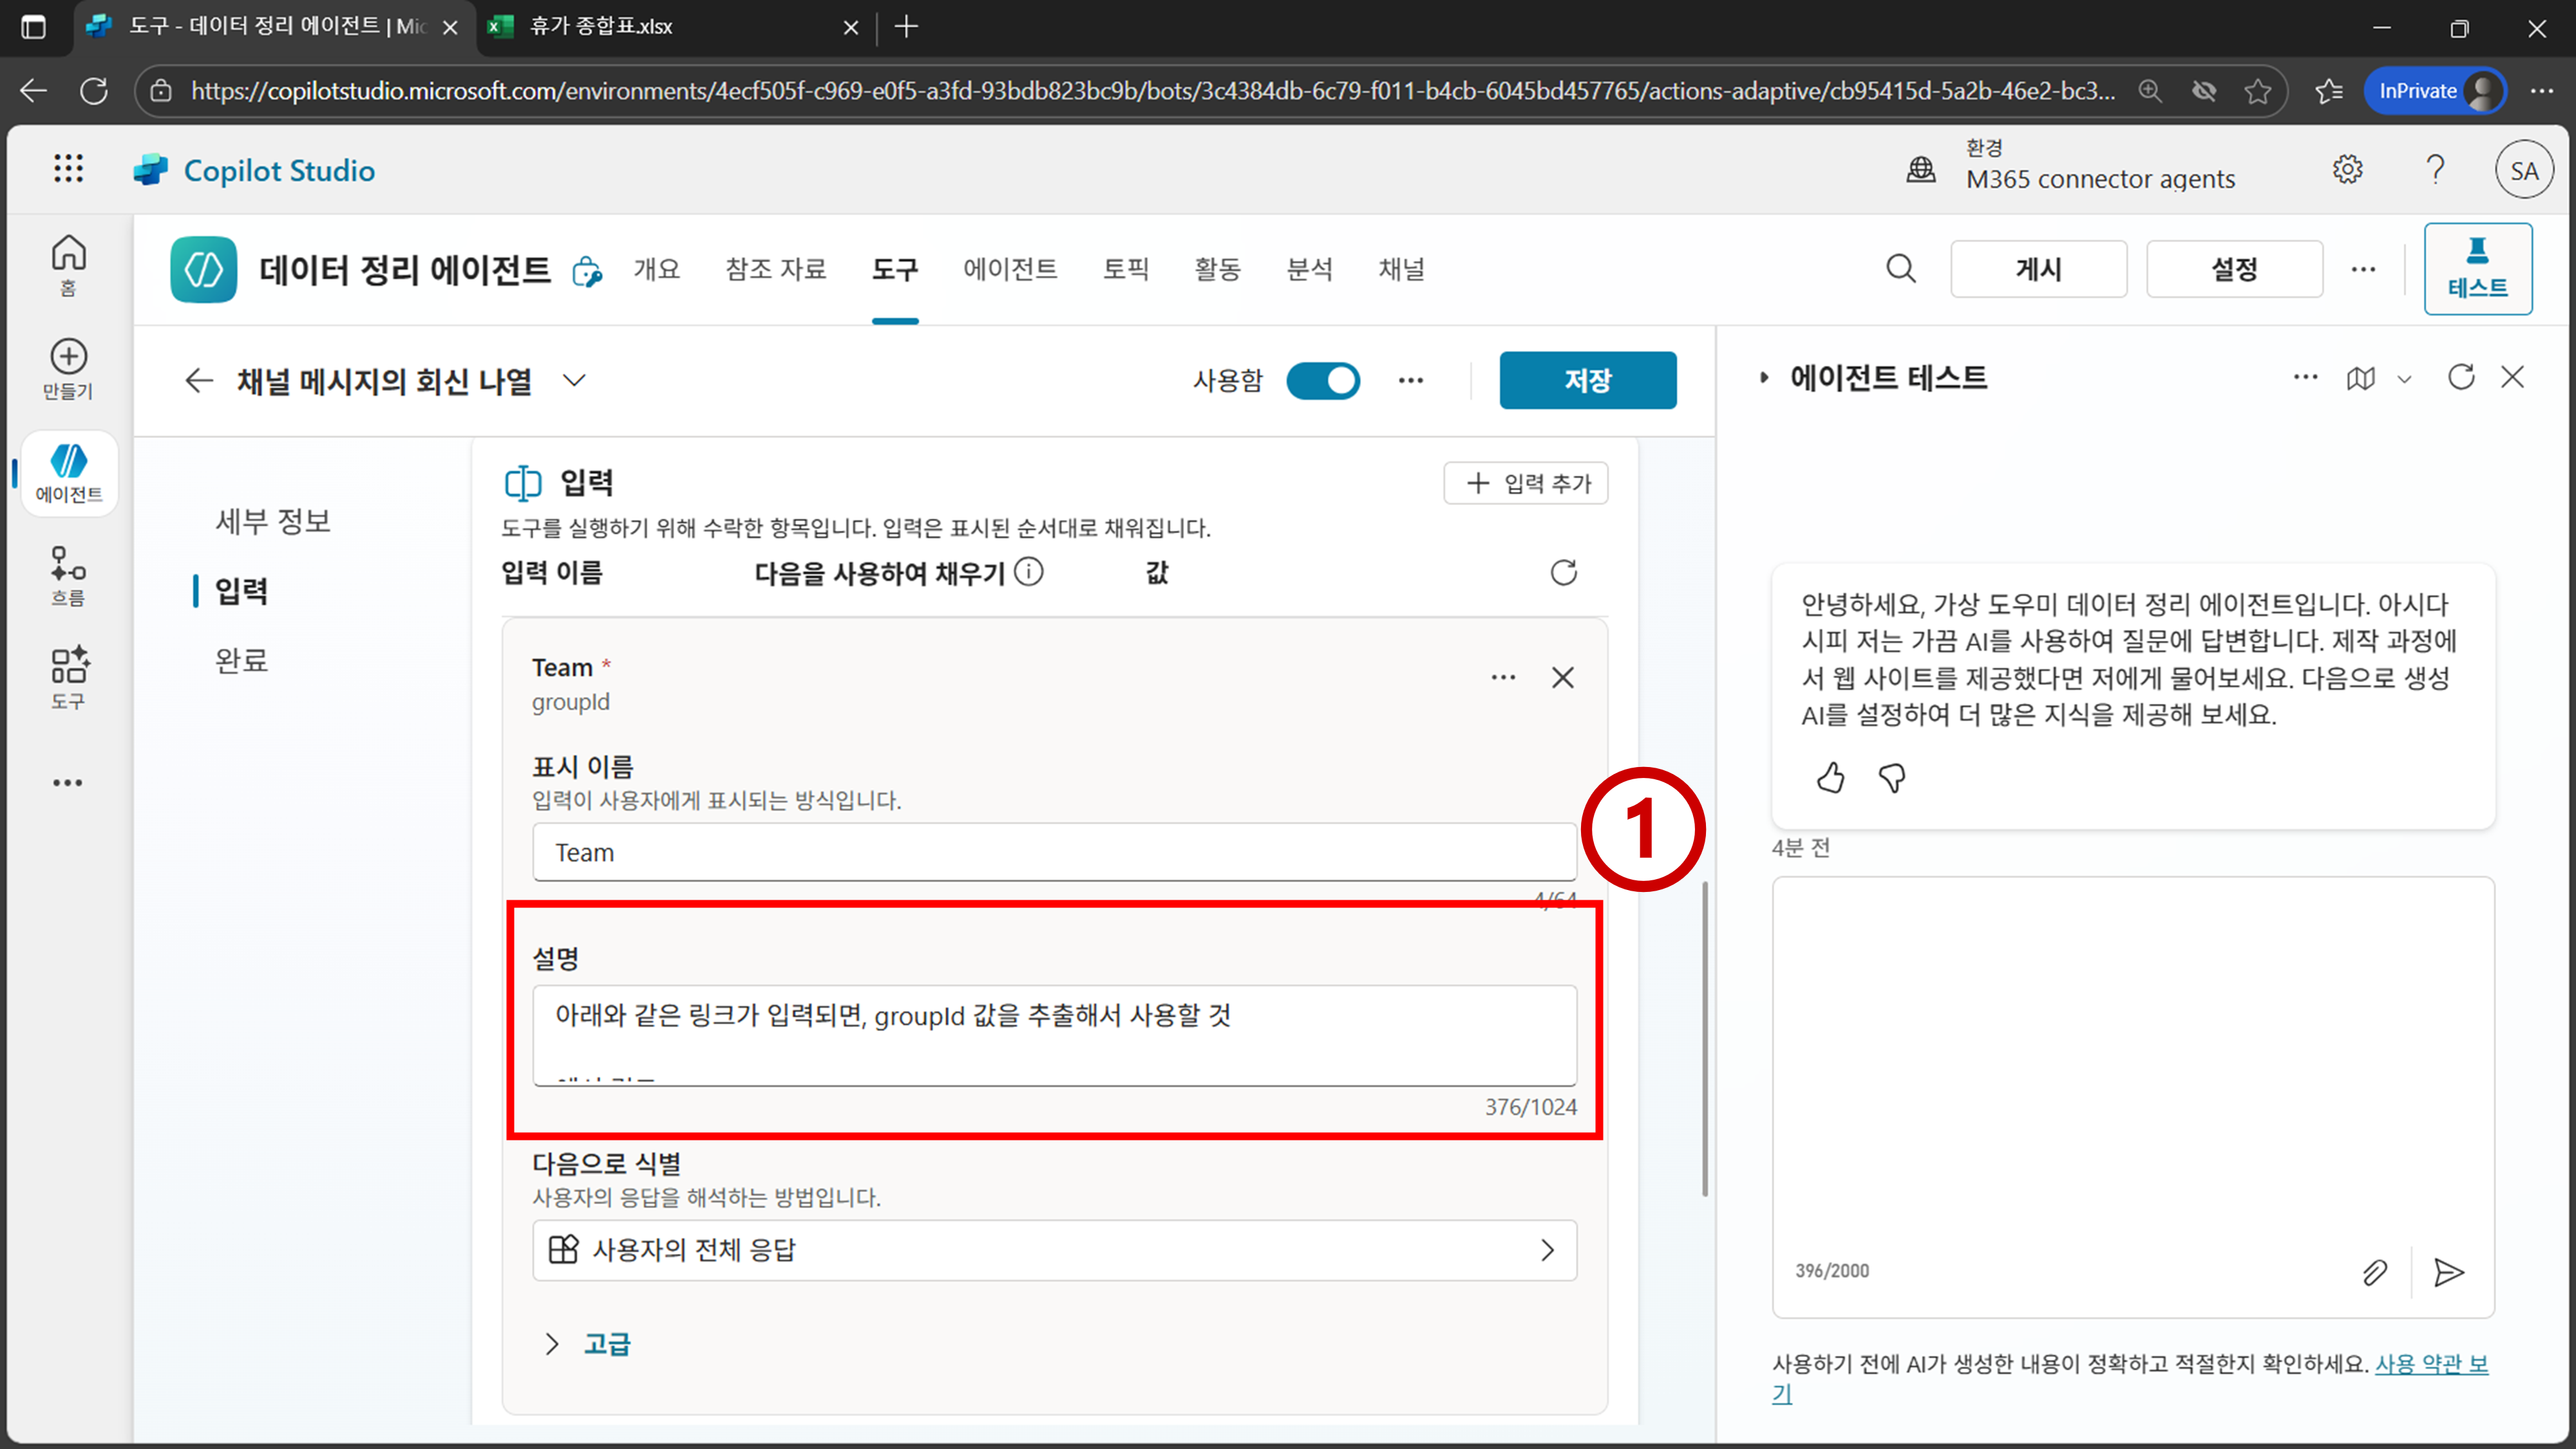 도구 - 데이터 정리 에이전트 | Mic
휴가 종합표.xlsx
https://copilotstudio.microsoft.com/environments/4ecf505f-c969-e0f5-a3fd-93bdb823bc9b/bots/3c4384db-6c79-f011-b4cb-6045bd457765/actions-adaptive/cb95415d-5a2b-46e2-bc3...
InPrivate
Copilot Studio
환경
M365 connector agents
SA
홈
만들기
에이전트
흐름
도구
데이터 정리 에이전트
개요
참조 자료
도구
에이전트
토픽
활동
분석
채널
게시
설정
테스트
채널 메시지의 회신 나열
사용함
저장
세부 정보
입력
완료
입력
입력 추가
도구를 실행하기 위해 수락한 항목입니다. 입력은 표시된 순서대로 채워집니다.
입력 이름
다음을 사용하여 채우기
값
Team *
groupId
표시 이름
입력이 사용자에게 표시되는 방식입니다.
Team
4/64
1
설명
아래와 같은 링크가 입력되면, groupId 값을 추출해서 사용할 것
376/1024
다음으로 식별
사용자의 응답을 해석하는 방법입니다.
사용자의 전체 응답
고급
에이전트 테스트
안녕하세요, 가상 도우미 데이터 정리 에이전트입니다. 아시다
시피 저는 가끔 AI를 사용하여 질문에 답변합니다. 제작 과정에
서 웹 사이트를 제공했다면 저에게 물어보세요. 다음으로 생성
AI를 설정하여 더 많은 지식을 제공해 보세요.
4분 전
396/2000
사용하기 전에 AI가 생성한 내용이 정확하고 적절한지 확인하세요. 사용 약관 보
기